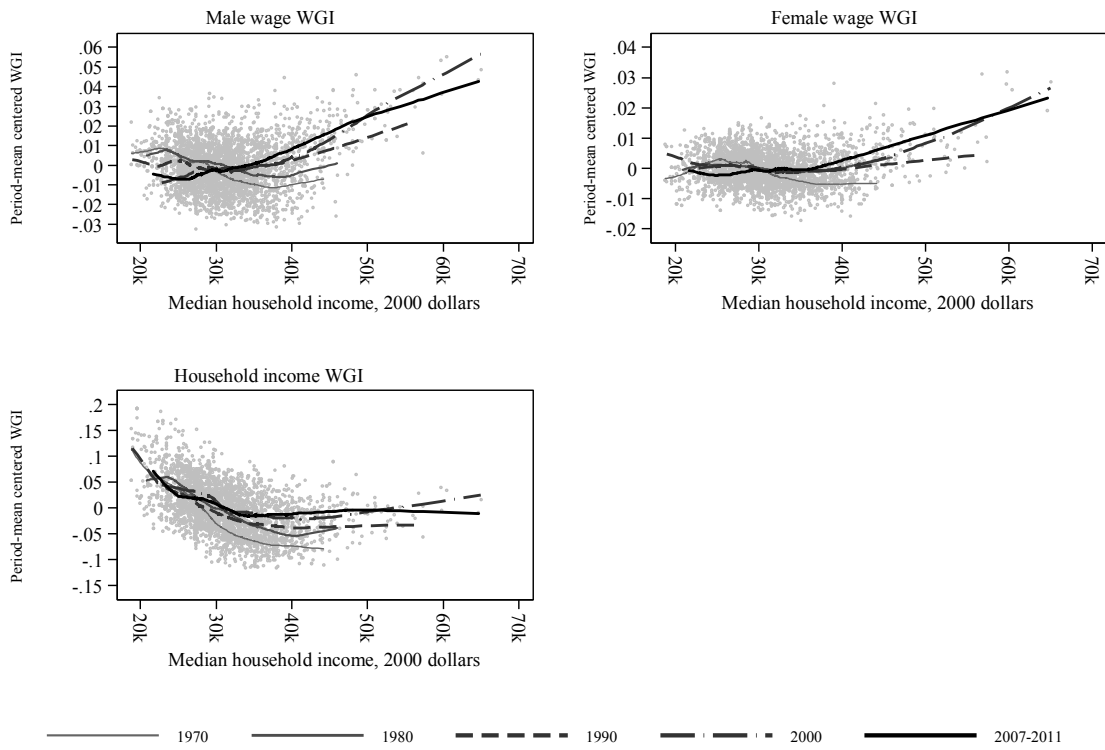 Male wage WGI
Period-mean centered WGI
.06
.05
.04
.03
.02
.01
0
-.01
-.02
-.03
20k
30k
40k
50k
60k
70k
Median household income, 2000 dollars
Female wage WGI
Period-mean centered WGI
.04
.03
.02
.01
0
-.01
-.02
20k
30k
40k
50k
60k
70k
Median household income, 2000 dollars
Household income WGI
Period-mean centered WGI
.2
.15
.1
.05
0
-.05
-.1
-.15
20k
30k
40k
50k
60k
70k
Median household income, 2000 dollars
1970 1980 1990 2000 2007-2011